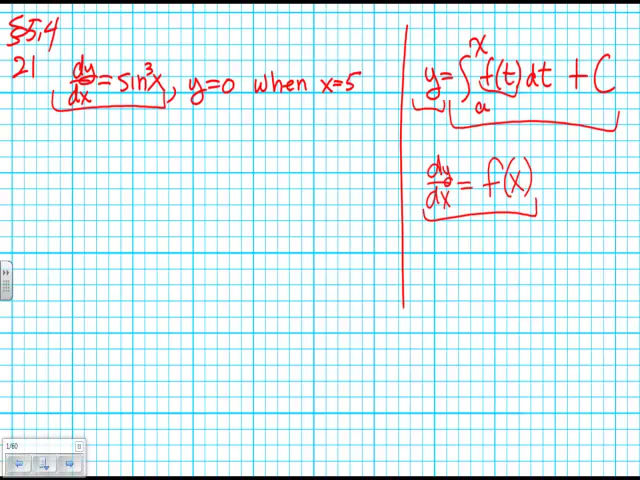 §5.4
21
dy/dx = sin³x, y=0 when x=5
y = ∫ₐˣ f(t) dt + C
dy/dx = f(x)
1/60